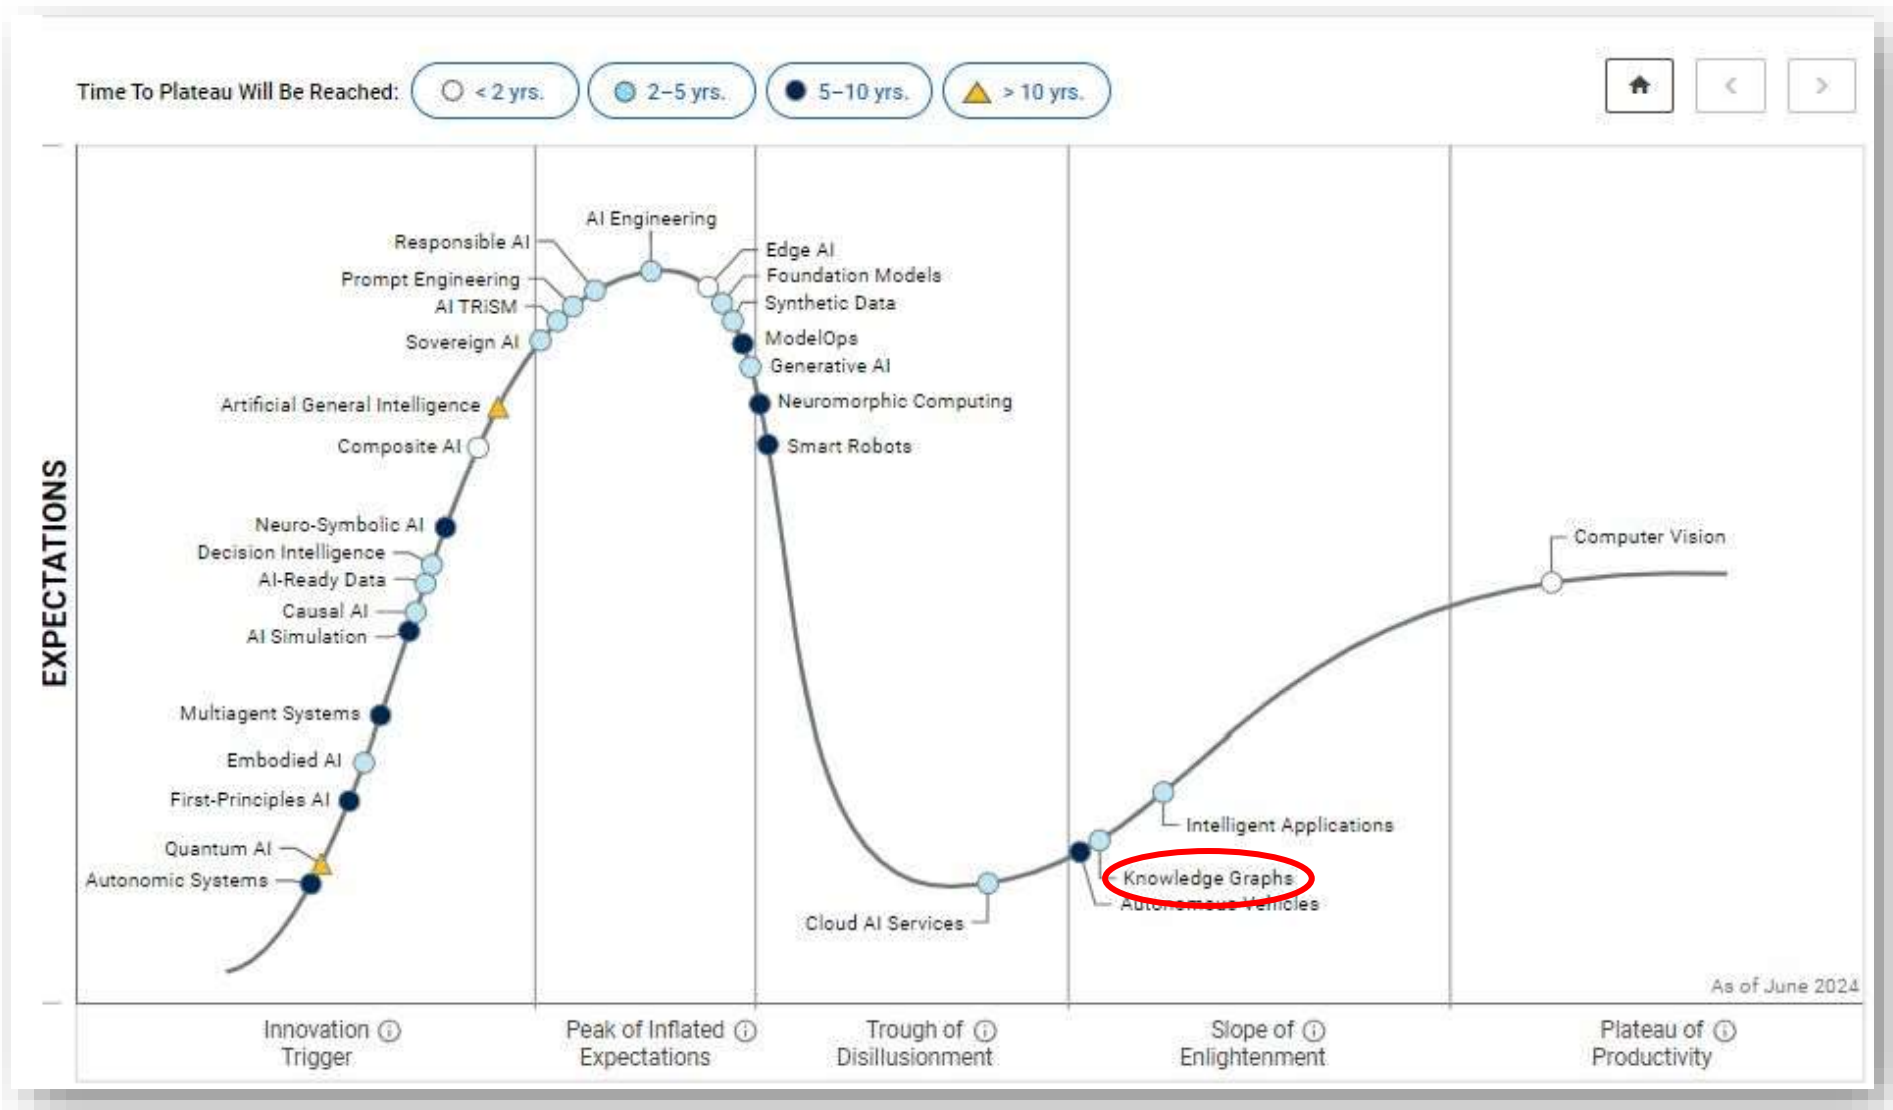 Time To Plateau Will Be Reached: < 2 yrs. 2–5 yrs. 5–10 yrs. > 10 yrs.
EXPECTATIONS
AI Engineering
Responsible AI
Edge AI
Prompt Engineering
Foundation Models
AI TRiSM
Synthetic Data
Sovereign AI
ModelOps
Generative AI
Artificial General Intelligence
Neuromorphic Computing
Composite AI
Smart Robots
Neuro-Symbolic AI
Decision Intelligence
AI-Ready Data
Causal AI
AI Simulation
Computer Vision
Multiagent Systems
Embodied AI
First-Principles AI
Intelligent Applications
Quantum AI
Autonomic Systems
Knowledge Graphs
Autonomous Vehicles
Cloud AI Services
As of June 2024
Innovation
Trigger
Peak of Inflated
Expectations
Trough of
Disillusionment
Slope of
Enlightenment
Plateau of
Productivity